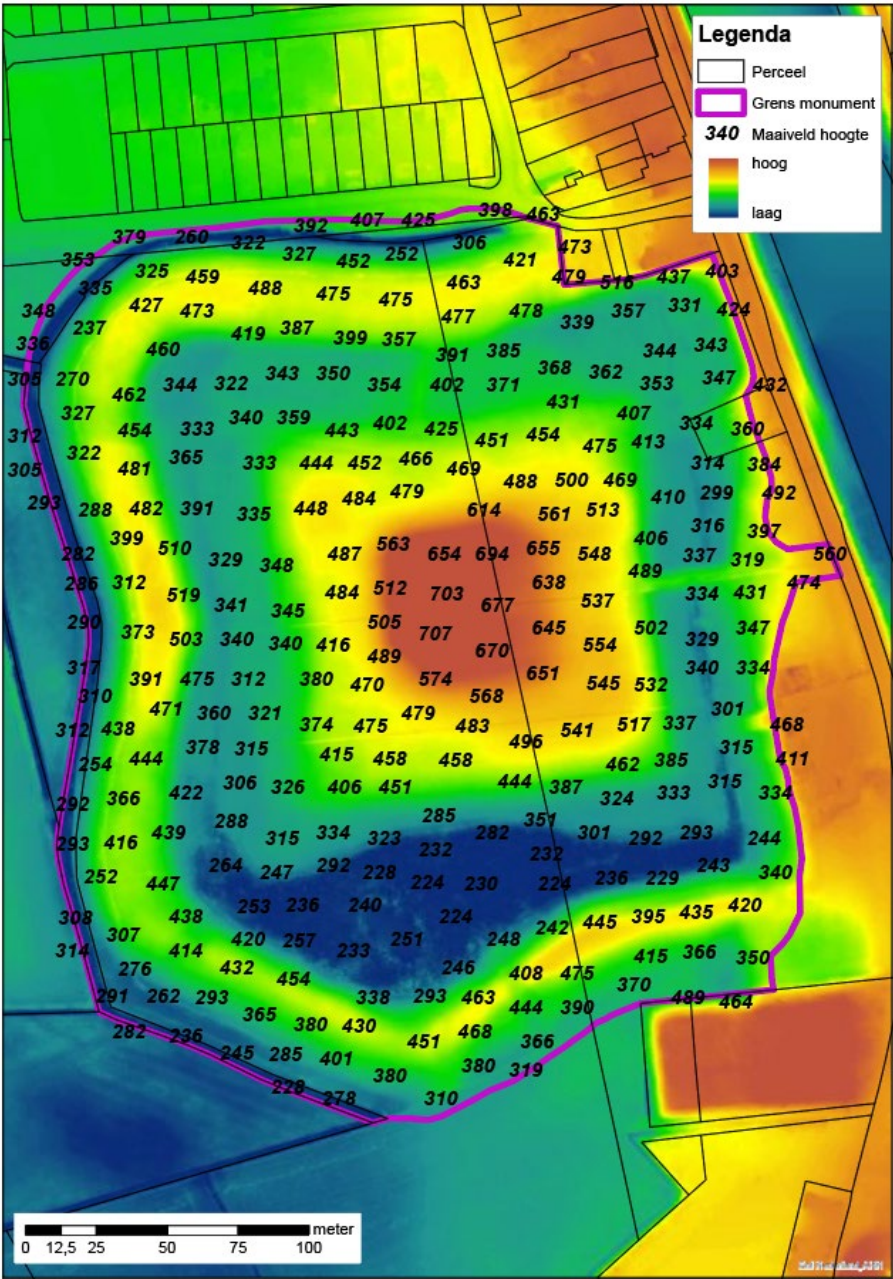 Legenda
Perceel
Grens monument
340 Maaiveld hoogte
hoog
laag
379 260 322 392 407 425 398 463
353 327 452 252 306 421 473
335 325 459 488 475 475 463 479 516 437 403
348 237 427 473 477 478 339 357 331 424
336 460 419 387 399 357 391 385 344 343
305 270 462 344 322 343 350 354 402 371 368 362 353 347 432
327 340 359 402 431 407
312 454 333 443 425 451 454 475 413 334 360
305 322 481 365 333 444 452 466 469 314 384
293 288 482 391 335 448 484 479 488 500 469 410 299 492
399 614 561 513 316 397
282 510 329 348 487 563 654 694 655 548 406 337 319 560
286 312 519 341 345 484 512 703 677 638 537 489 334 431 474
290 373 503 340 340 416 505 707 645 554 502 329 347
317 391 475 312 380 489 670 651 340 334
310 471 360 321 470 574 568 545 532 301
312 438 374 475 479 483 541 517 337 468
254 444 378 315 415 458 458 496 462 385 315 411
292 366 422 306 326 406 451 444 387 324 333 315 334
293 416 439 288 315 334 323 285 282 351 301 292 293 244
252 447 264 247 292 228 232 224 230 232 224 236 229 243 340
308 438 253 236 240 224 242 445 395 435 420
314 307 414 420 257 233 251 248 415 366 350
276 432 454 246 408 475 370
291 262 293 365 338 293 463 444 390 489 464
282 236 380 430 451 468 366
245 285 401 380 380 319
228 278 310
meter
0 12,5 25 50 75 100